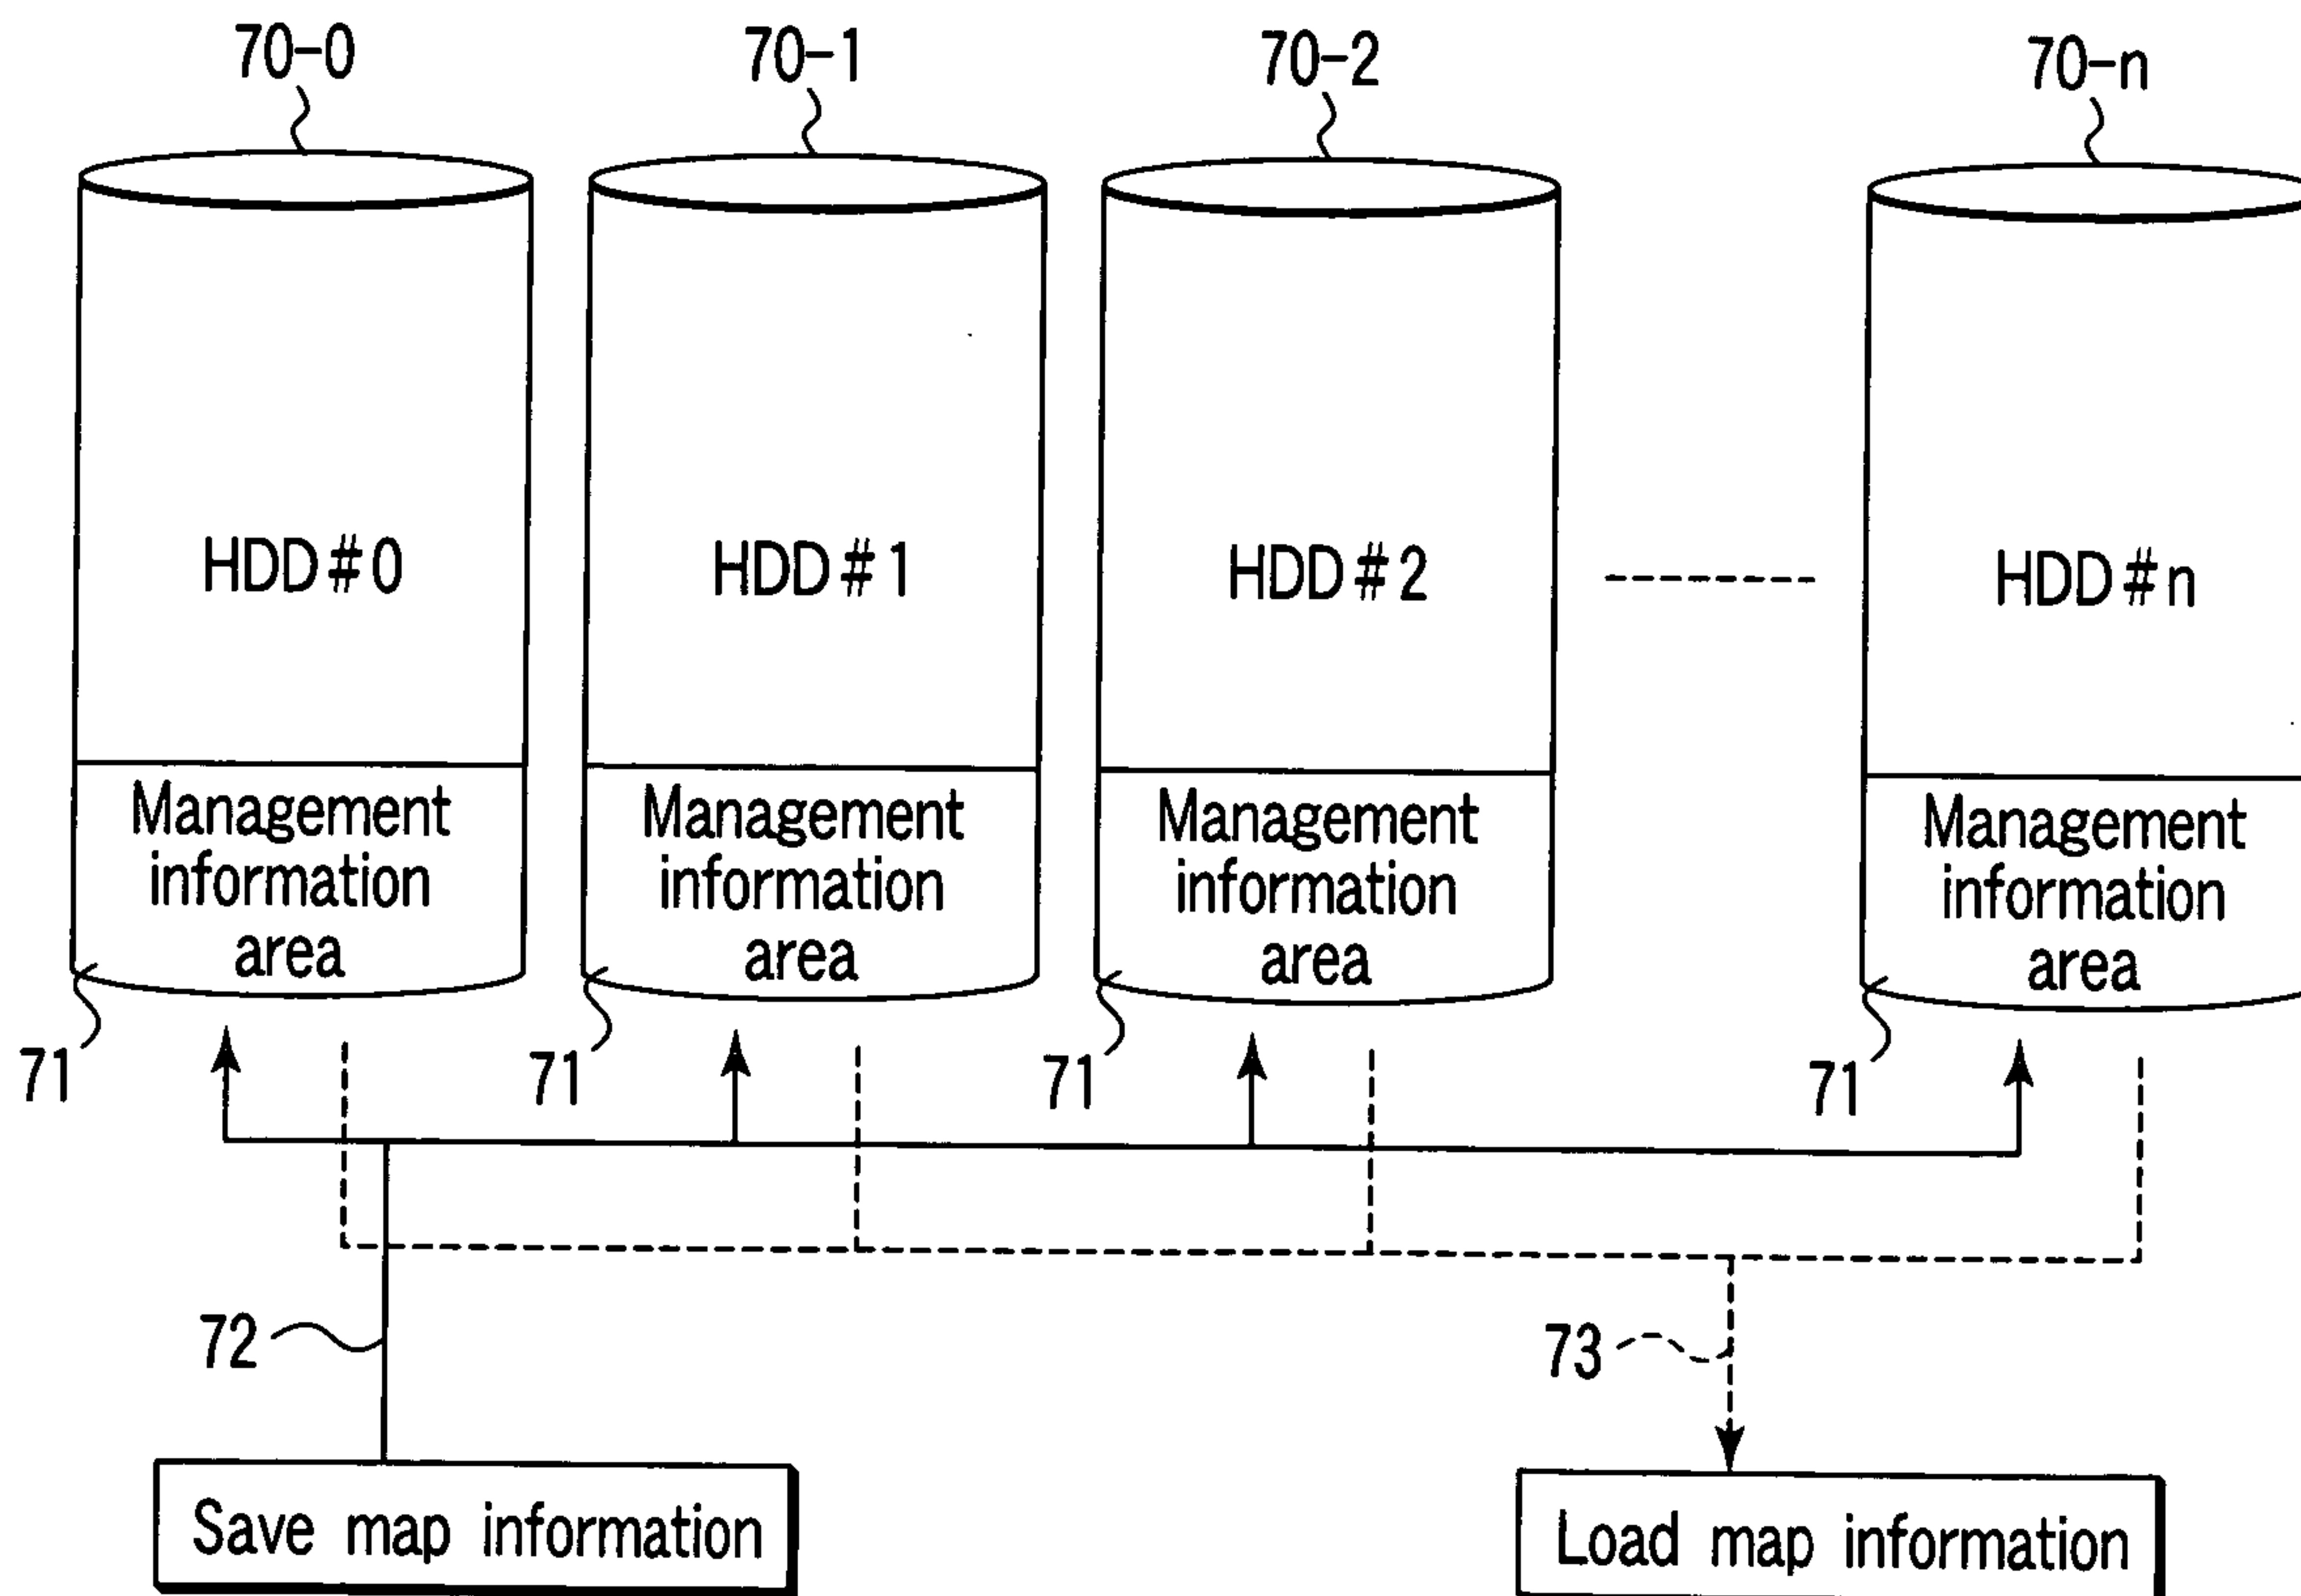 70-0 70-1 70-2 70-n
HDD#0 HDD#1 HDD#2 HDD#n
Management Management Management Management
information information information information
area area area area
71 71 71 71
72 73
Save map information Load map information